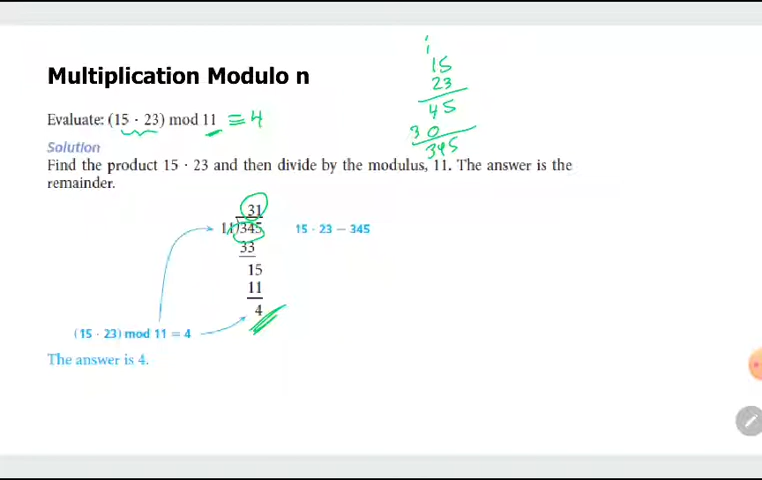 Multiplication Modulo n
Evaluate: (15 · 23) mod 11 ≡ 4
Solution
Find the product 15 · 23 and then divide by the modulus, 11. The answer is the
remainder.
1
15
23
45
30
345
31
11)345
15 · 23 − 345
33
15
11
4
(15 · 23) mod 11 = 4
The answer is 4.